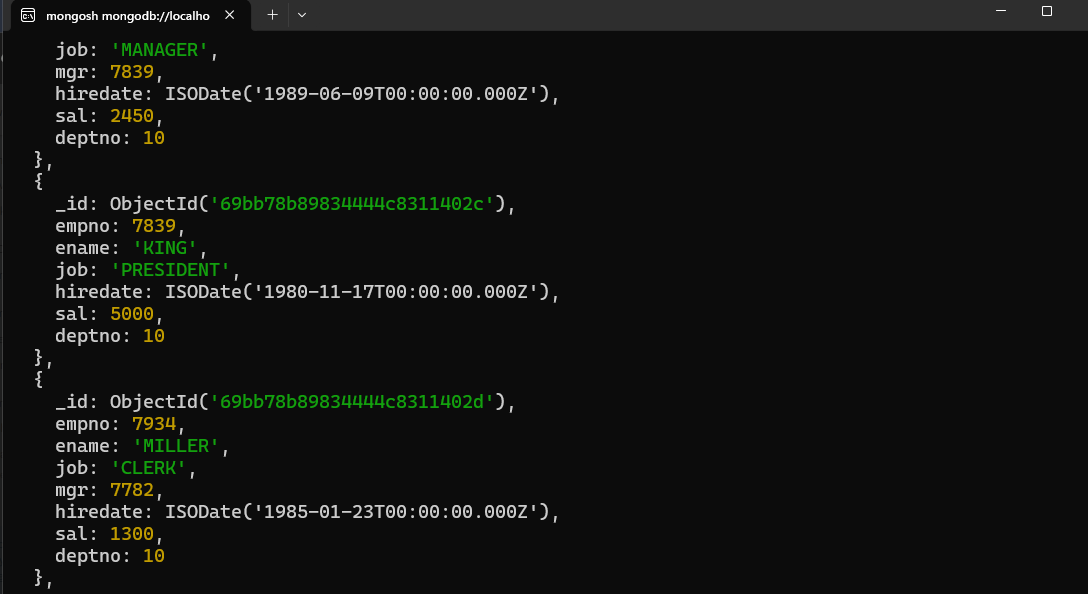 mongosh mongodb://localho
job: 'MANAGER',
mgr: 7839,
hiredate: ISODate('1989-06-09T00:00:00.000Z'),
sal: 2450,
deptno: 10
},
{
_id: ObjectId('69bb78b89834444c8311402c'),
empno: 7839,
ename: 'KING',
job: 'PRESIDENT',
hiredate: ISODate('1980-11-17T00:00:00.000Z'),
sal: 5000,
deptno: 10
},
{
_id: ObjectId('69bb78b89834444c8311402d'),
empno: 7934,
ename: 'MILLER',
job: 'CLERK',
mgr: 7782,
hiredate: ISODate('1985-01-23T00:00:00.000Z'),
sal: 1300,
deptno: 10
},